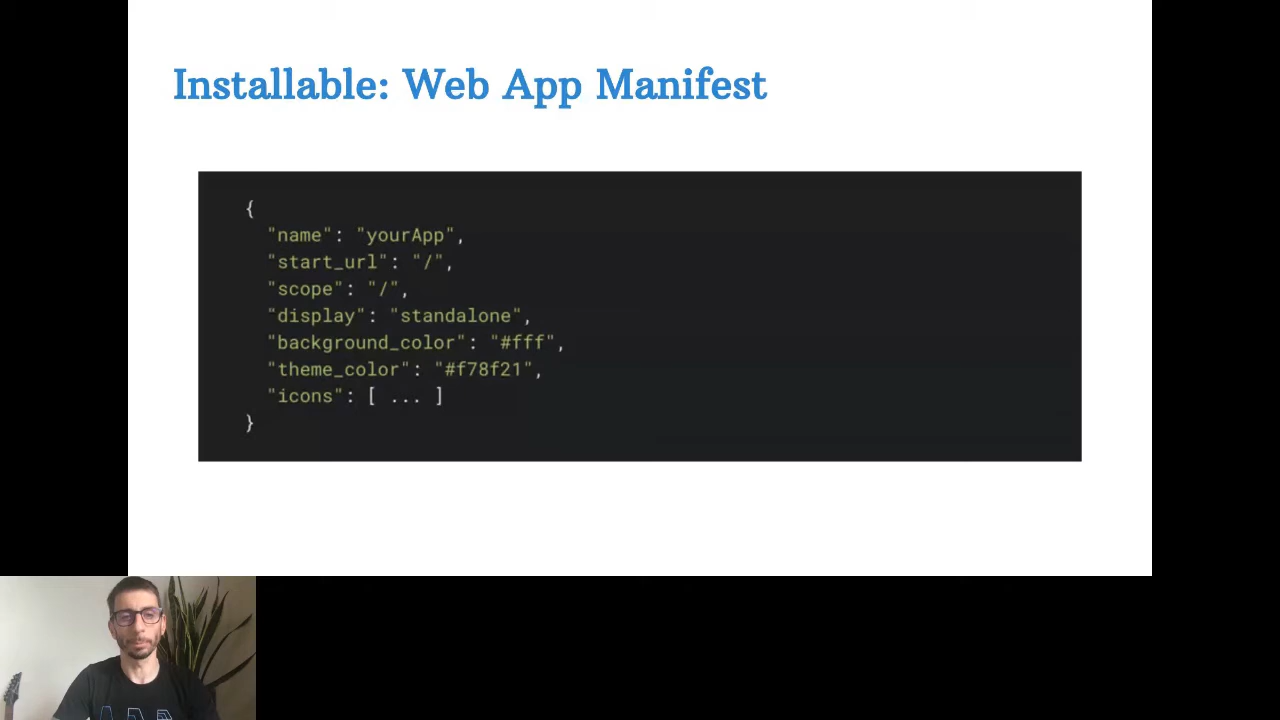 Installable: Web App Manifest
{
"name": "yourApp",
"start_url": "/",
"scope": "/",
"display": "standalone",
"background_color": "#fff",
"theme_color": "#f78f21",
"icons": [ ... ]
}